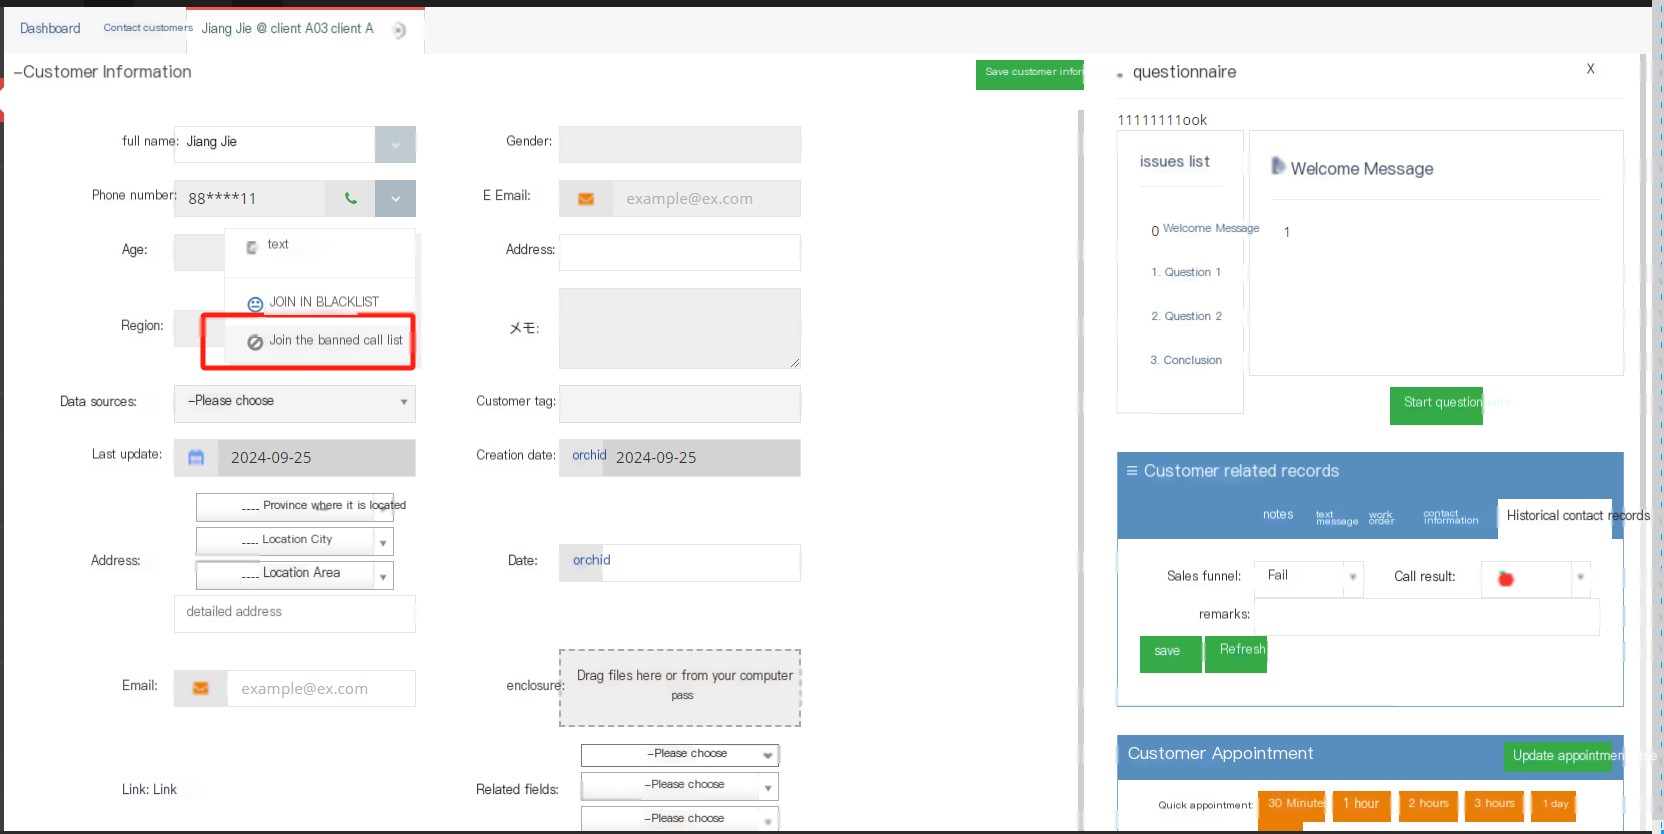 Dashboard
Contact customers
Jiang Jie @ client A03 client A
–Customer Information
Save customer infor
full name:
Jiang Jie
Gender:
Phone number:
88****11
E Email:
example@ex.com
Age:
text
Address:
JOIN IN BLACKLIST
Region:
Join the banned call list
メモ:
Data sources:
–Please choose
Customer tag:
Last update:
2024-09-25
Creation date:
orchid
2024-09-25
---- Province where it is located
---- Location City
Address:
---- Location Area
Date:
orchid
detailed address
Email:
example@ex.com
enclosure:
Drag files here or from your computer
pass
–Please choose
Link: Link
Related fields:
–Please choose
–Please choose
questionnaire
X
11111111ook
issues list
0 Welcome Message
1. Question 1
2. Question 2
3. Conclusion
Welcome Message
1
Start questionnaire
Customer related records
notes
text message
work order
contact information
Historical contact records
Sales funnel:
Fail
Call result:
remarks:
save
Refresh
Customer Appointment
Update appointmen
Quick appointment:
30 Minutes
1 hour
2 hours
3 hours
1 day